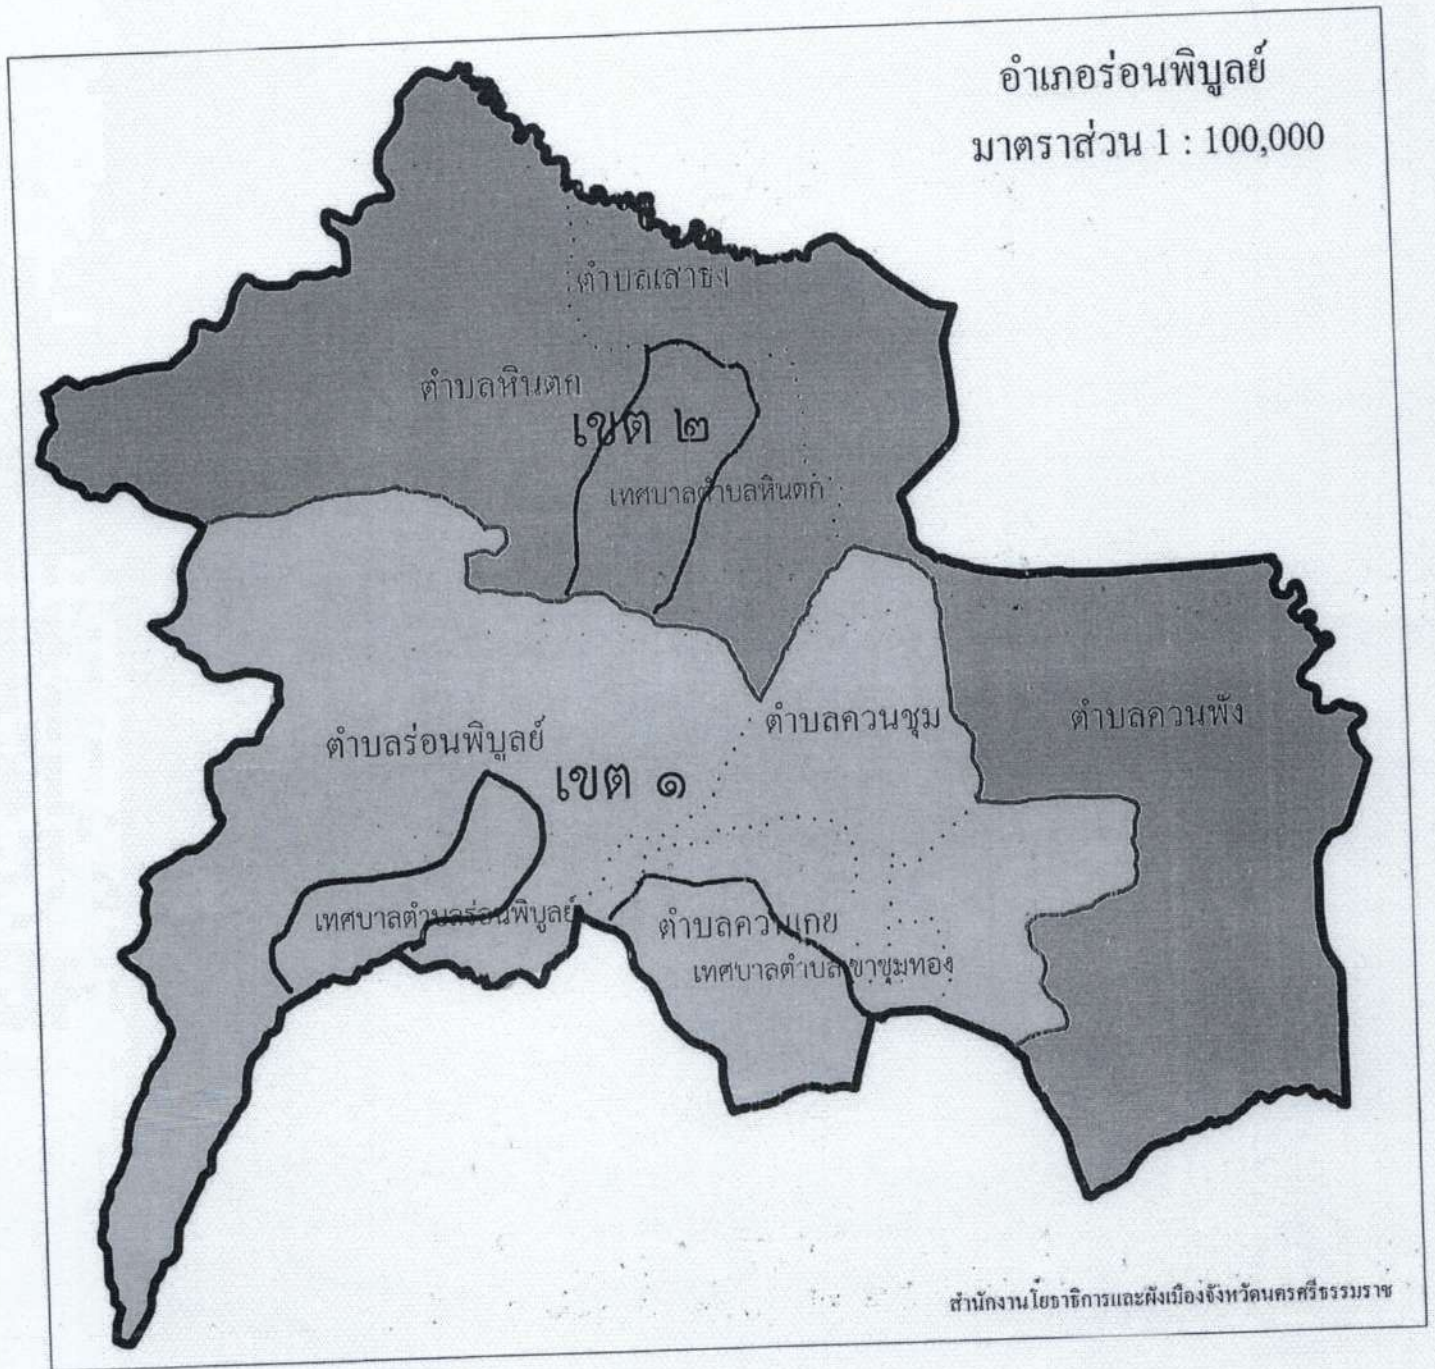 อำเภอร่อนพิบูลย์
มาตราส่วน 1 : 100,000
ตำบลเสาธง
ตำบลหินตก
เขต ๒
เทศบาลตำบลหินตก
ตำบลควนชุม
ตำบลควนพัง
ตำบลร่อนพิบูลย์
เขต ๑
เทศบาลตำบลร่อนพิบูลย์
ตำบลควนเกย
เทศบาลตำบลเขาชุมทอง
สำนักงานโยธาธิการและผังเมืองจังหวัดนครศรีธรรมราช